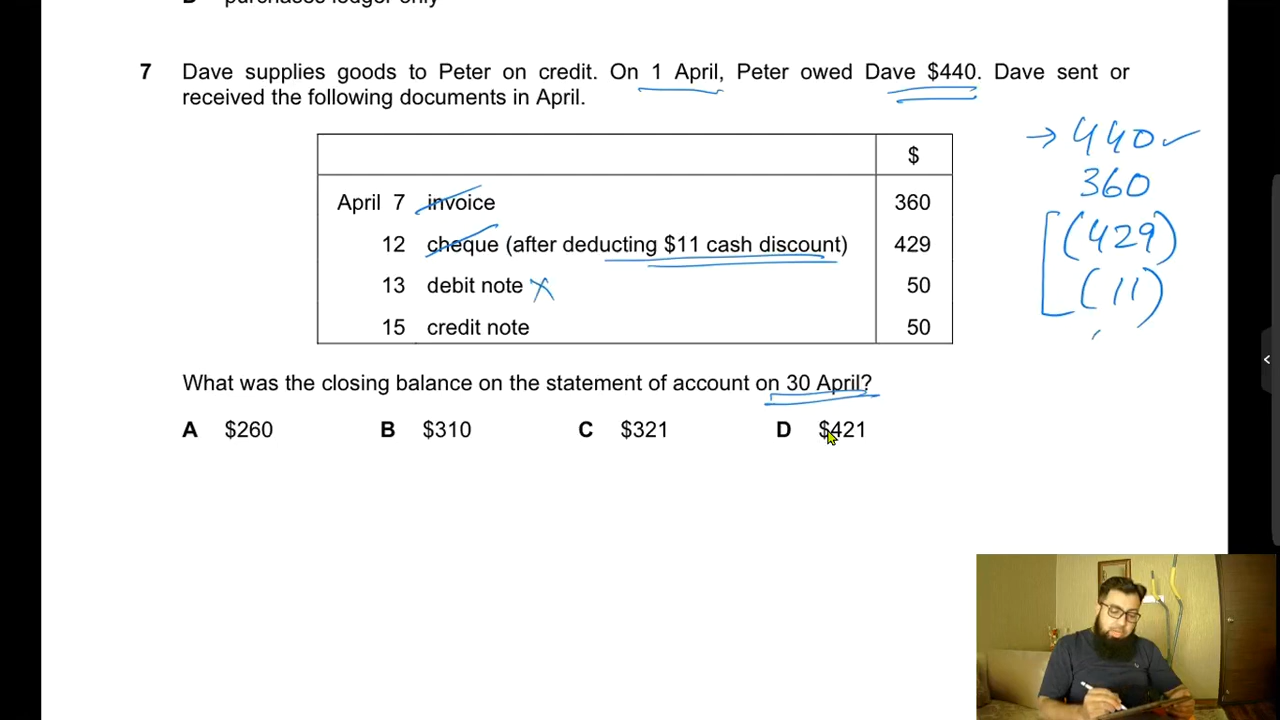 purchases ledger only
7 Dave supplies goods to Peter on credit. On 1 April, Peter owed Dave $440. Dave sent or
received the following documents in April.
$
April 7 invoice 360
12 cheque (after deducting $11 cash discount) 429
13 debit note 50
15 credit note 50
What was the closing balance on the statement of account on 30 April?
A $260 B $310 C $321 D $421
→ 440 ✓
360
(429)
(11)
<